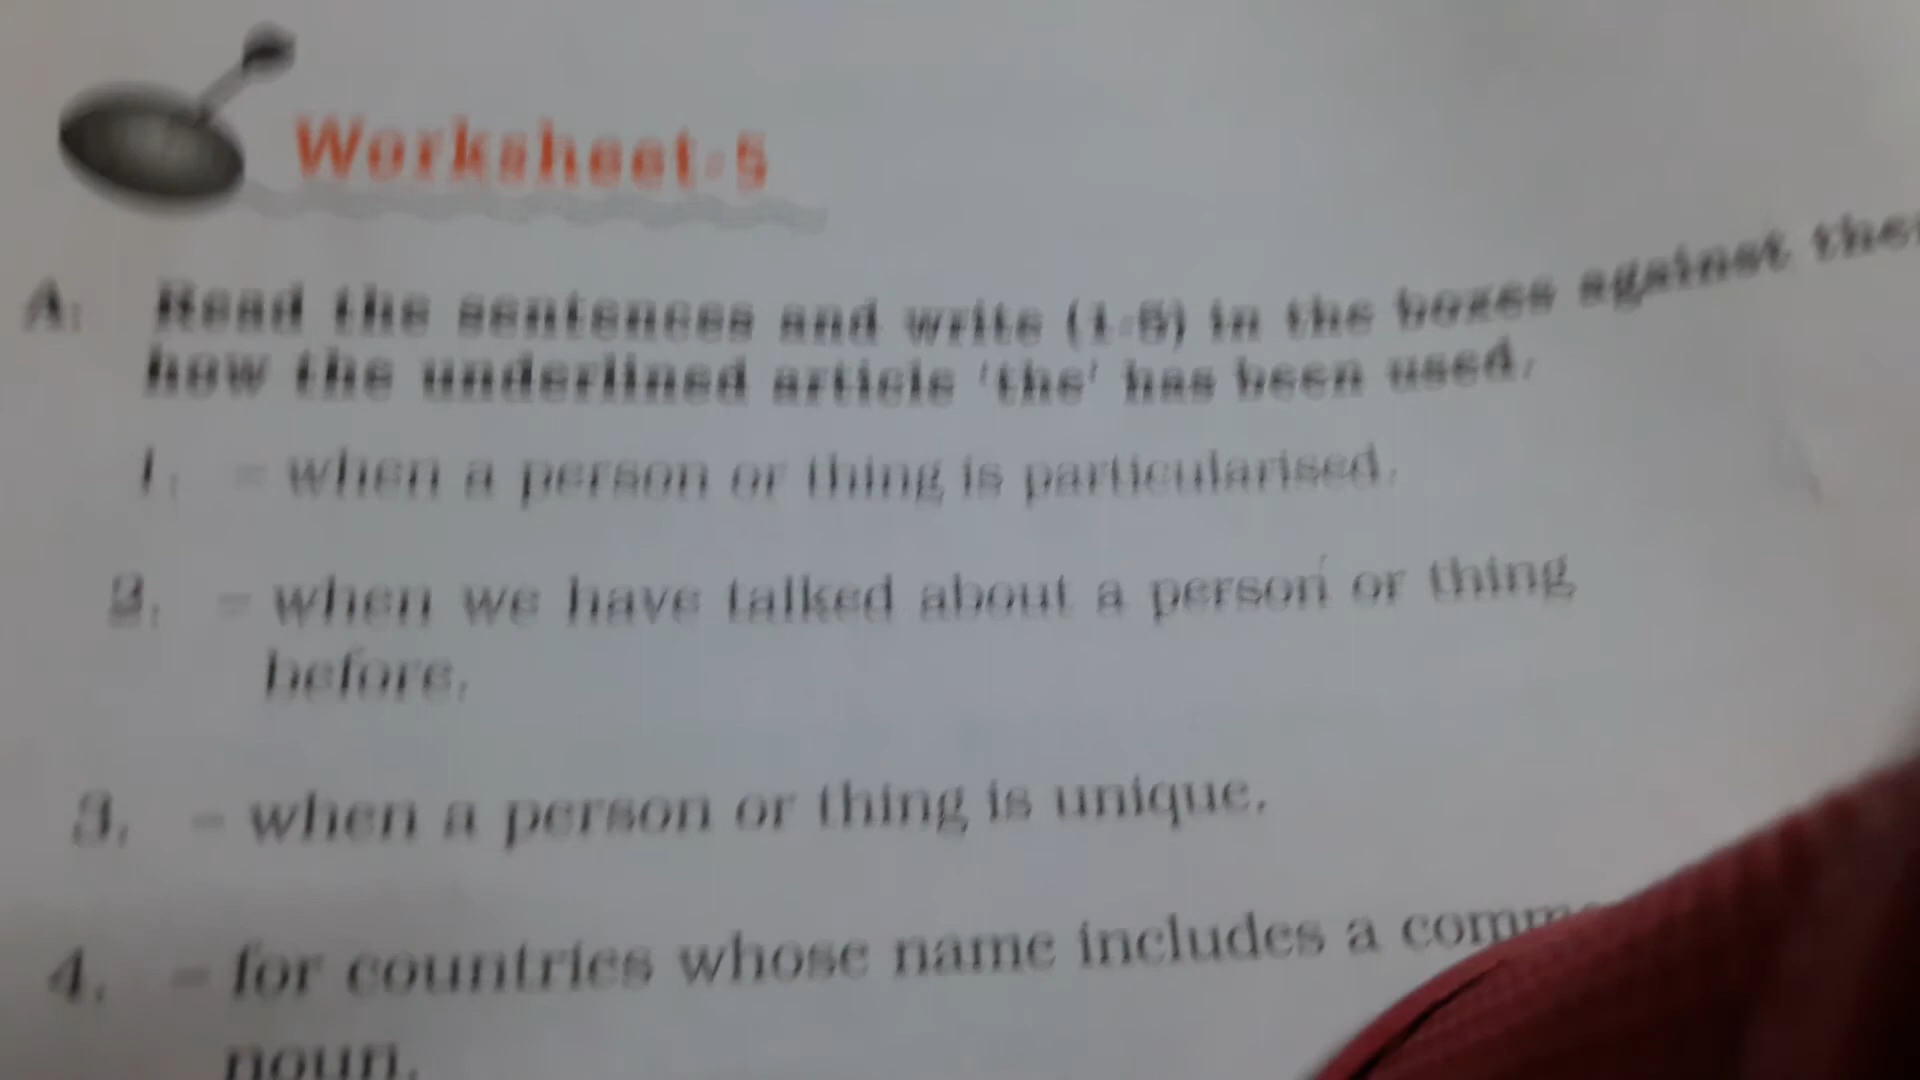 Worksheet-5
A. Read the sentences and write (1-5) in the boxes against
how the underlined article 'the' has been used.
1. – when a person or thing is particularised.
2. – when we have talked about a person or thing
before.
3. – when a person or thing is unique.
4. – for countries whose name includes a
noun.